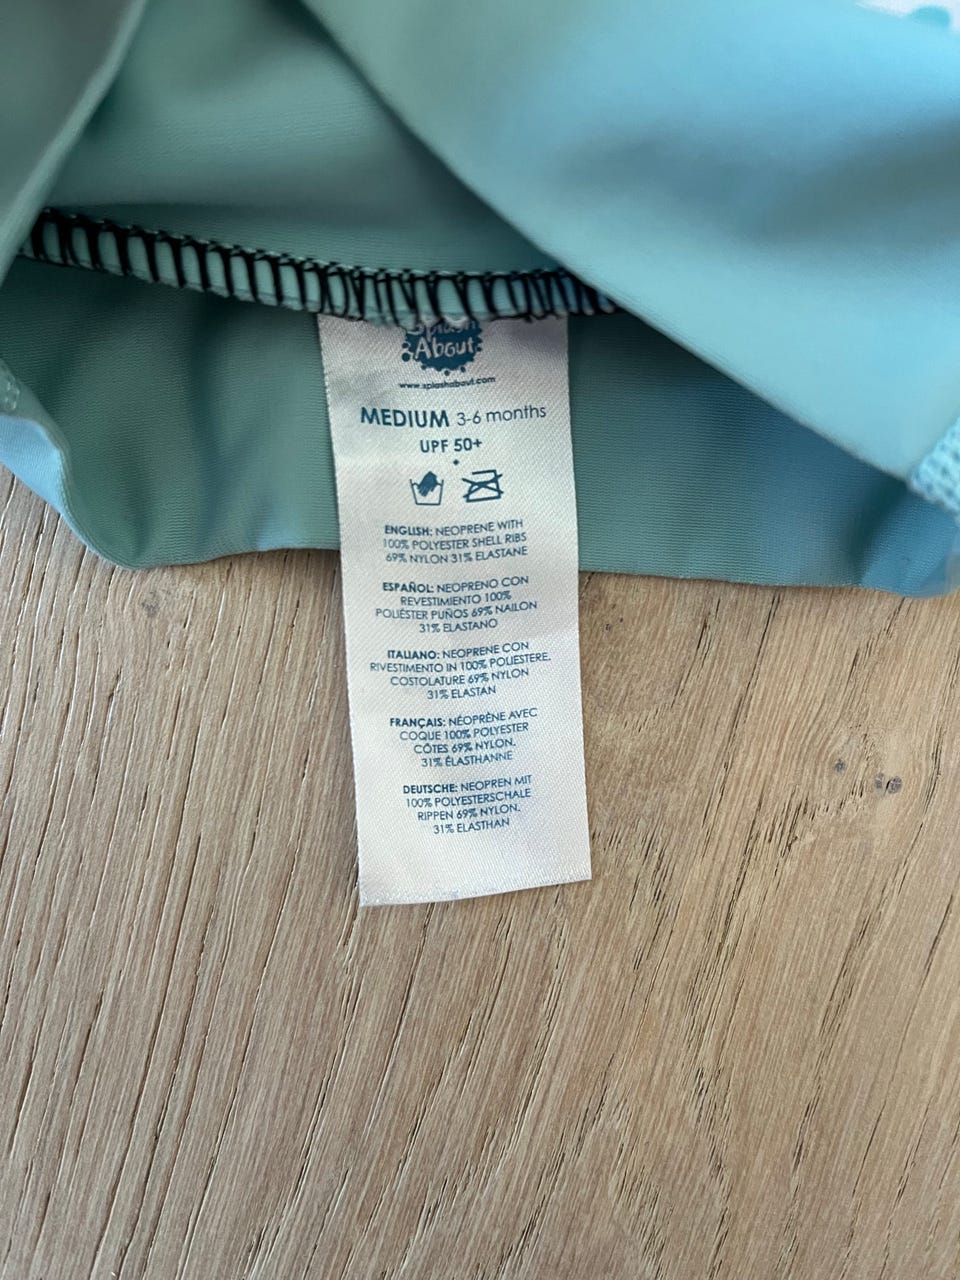 Splash
About
www.splashabout.com
MEDIUM 3-6 months
UPF 50+
ENGLISH: NEOPRENE WITH
100% POLYESTER SHELL RIBS
69% NYLON 31% ELASTANE
ESPAÑOL: NEOPRENO CON
REVESTIMIENTO 100%
POLIÉSTER PUÑOS 69% NAILON
31% ELASTANO
ITALIANO: NEOPRENE CON
RIVESTIMENTO IN 100% POLIESTERE,
COSTOLATURE 69% NYLON
31% ELASTAN
FRANÇAIS: NÉOPRÈNE AVEC
COQUE 100% POLYESTER
CÔTES 69% NYLON,
31% ÉLASTHANNE
DEUTSCHE: NEOPREN MIT
100% POLYESTERSCHALE
RIPPEN 69% NYLON,
31% ELASTHAN